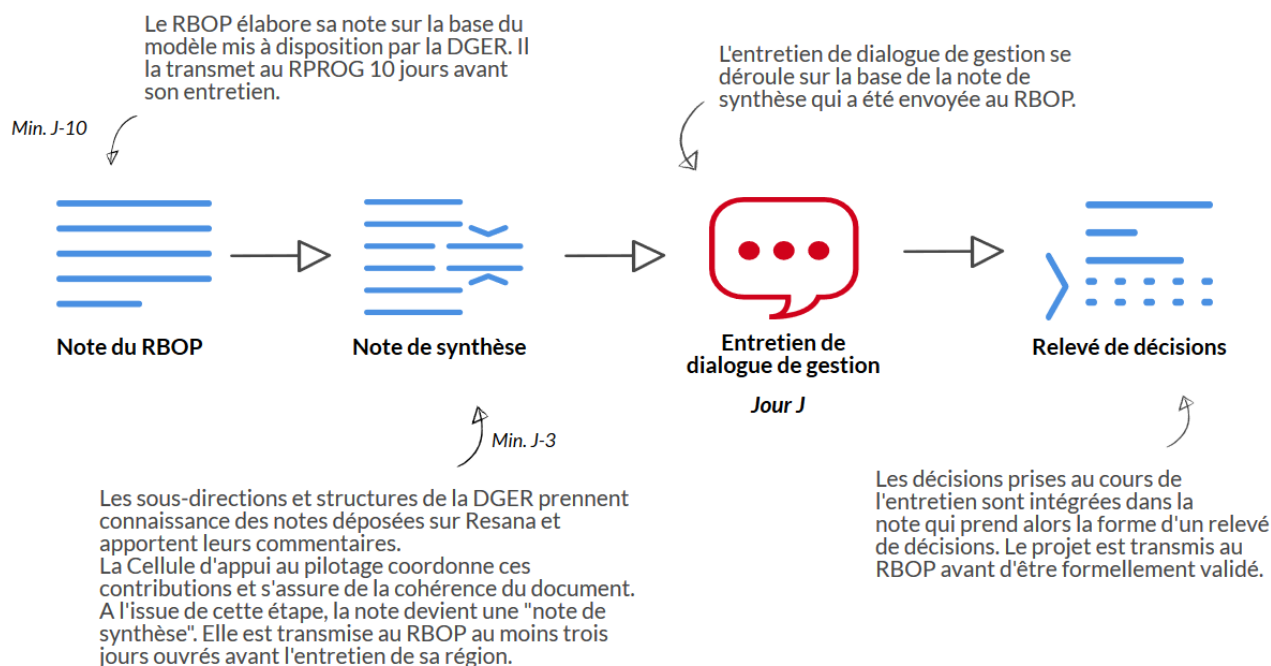 Le RBOP élabore sa note sur la base du
modèle mis à disposition par la DGER. Il
la transmet au RPROG 10 jours avant
son entretien.
L'entretien de dialogue de gestion se
déroule sur la base de la note de
synthèse qui a été envoyée au RBOP.
Min. J-10
Note du RBOP
Note de synthèse
Entretien de
dialogue de gestion
Jour J
Relevé de décisions
Min. J-3
Les sous-directions et structures de la DGER prennent
connaissance des notes déposées sur Resana et
apportent leurs commentaires.
La Cellule d'appui au pilotage coordonne ces
contributions et s'assure de la cohérence du document.
A l'issue de cette étape, la note devient une "note de
synthèse". Elle est transmise au RBOP au moins trois
jours ouvrés avant l'entretien de sa région.
Les décisions prises au cours de
l'entretien sont intégrées dans la
note qui prend alors la forme d'un relevé
de décisions. Le projet est transmis au
RBOP avant d'être formellement validé.